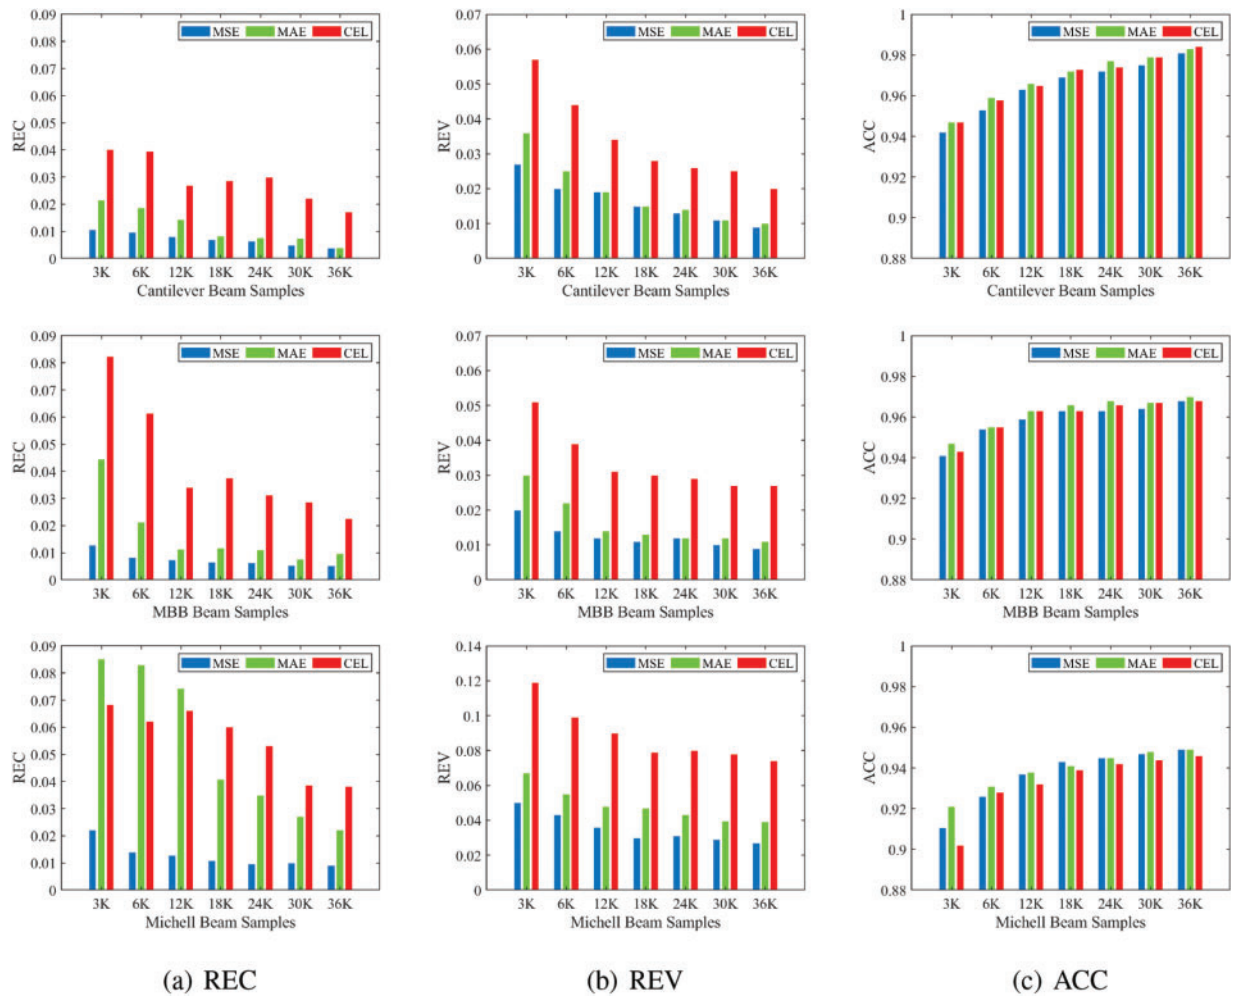 0.09
0.08
0.07
0.06
0.05
0.04
0.03
0.02
0.01
0
REC
MSE MAE CEL
3K 6K 12K 18K 24K 30K 36K
Cantilever Beam Samples
0.07
0.06
0.05
0.04
0.03
0.02
0.01
0
REV
MSE MAE CEL
3K 6K 12K 18K 24K 30K 36K
Cantilever Beam Samples
1
0.98
0.96
0.94
0.92
0.9
0.88
ACC
MSE MAE CEL
3K 6K 12K 18K 24K 30K 36K
Cantilever Beam Samples
0.09
0.08
0.07
0.06
0.05
0.04
0.03
0.02
0.01
0
REC
MSE MAE CEL
3K 6K 12K 18K 24K 30K 36K
MBB Beam Samples
0.07
0.06
0.05
0.04
0.03
0.02
0.01
0
REV
MSE MAE CEL
3K 6K 12K 18K 24K 30K 36K
MBB Beam Samples
1
0.98
0.96
0.94
0.92
0.9
0.88
ACC
MSE MAE CEL
3K 6K 12K 18K 24K 30K 36K
MBB Beam Samples
0.09
0.08
0.07
0.06
0.05
0.04
0.03
0.02
0.01
0
REC
MSE MAE CEL
3K 6K 12K 18K 24K 30K 36K
Michell Beam Samples
0.14
0.12
0.1
0.08
0.06
0.04
0.02
0
REV
MSE MAE CEL
3K 6K 12K 18K 24K 30K 36K
Michell Beam Samples
1
0.98
0.96
0.94
0.92
0.9
0.88
ACC
MSE MAE CEL
3K 6K 12K 18K 24K 30K 36K
Michell Beam Samples
(a) REC
(b) REV
(c) ACC